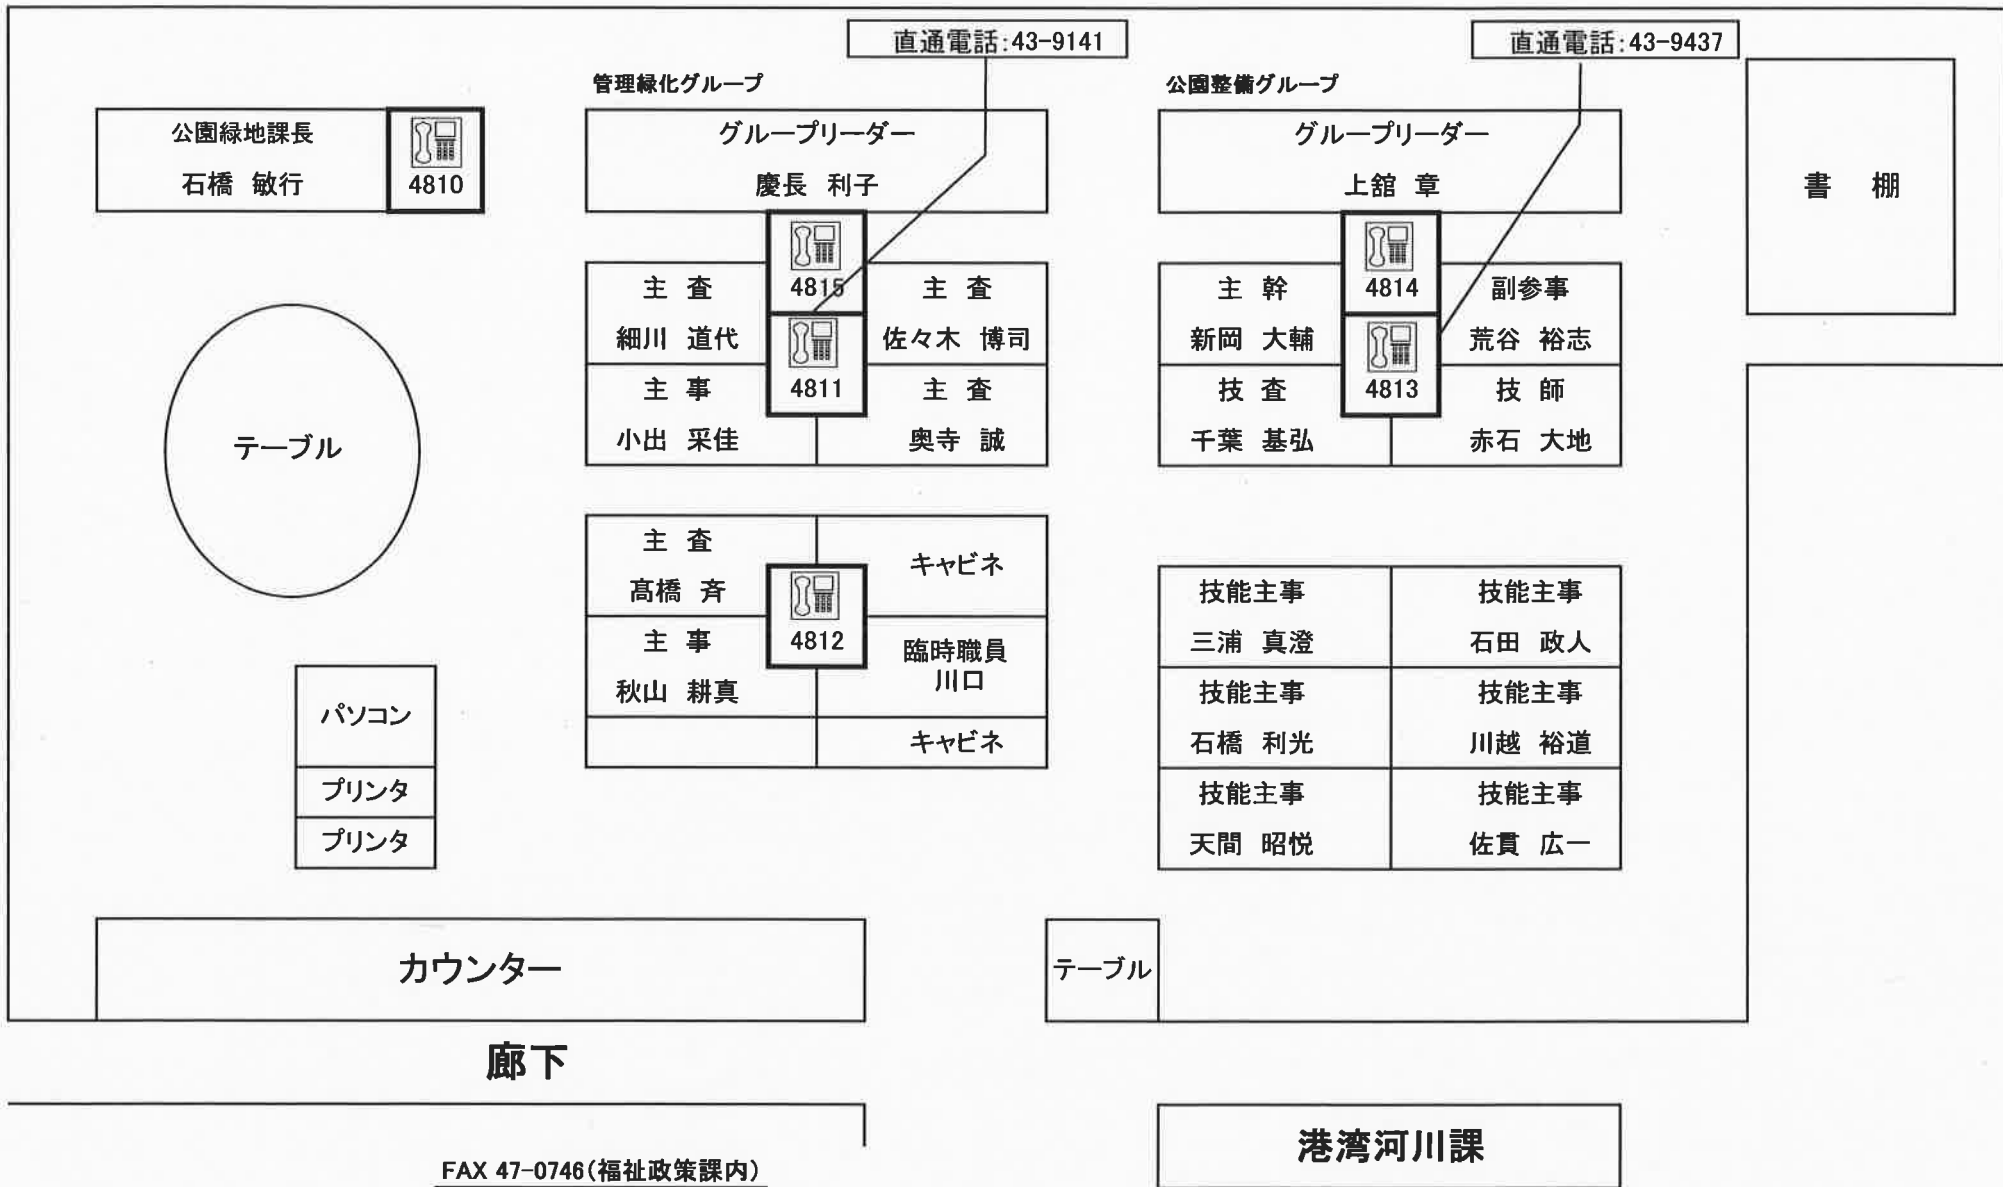 直通電話:43-9141
直通電話:43-9437
管理緑化グループ
公園整備グループ
公園緑地課長
石橋 敏行
4810
グループリーダー
慶長 利子
グループリーダー
上舘 章
書 棚
4815
4814
主 査
細川 道代
主 査
佐々木 博司
主 幹
新岡 大輔
副参事
荒谷 裕志
4811
4813
主 事
小出 采佳
主 査
奥寺 誠
技 査
千葉 基弘
技 師
赤石 大地
テーブル
主 査
髙橋 斉
キャビネ
4812
主 事
秋山 耕真
臨時職員
川口
キャビネ
技能主事
三浦 真澄
技能主事
石田 政人
技能主事
石橋 利光
技能主事
川越 裕道
技能主事
天間 昭悦
技能主事
佐貫 広一
パソコン
プリンタ
プリンタ
カウンター
テーブル
廊下
港湾河川課
FAX 47-0746(福祉政策課内)